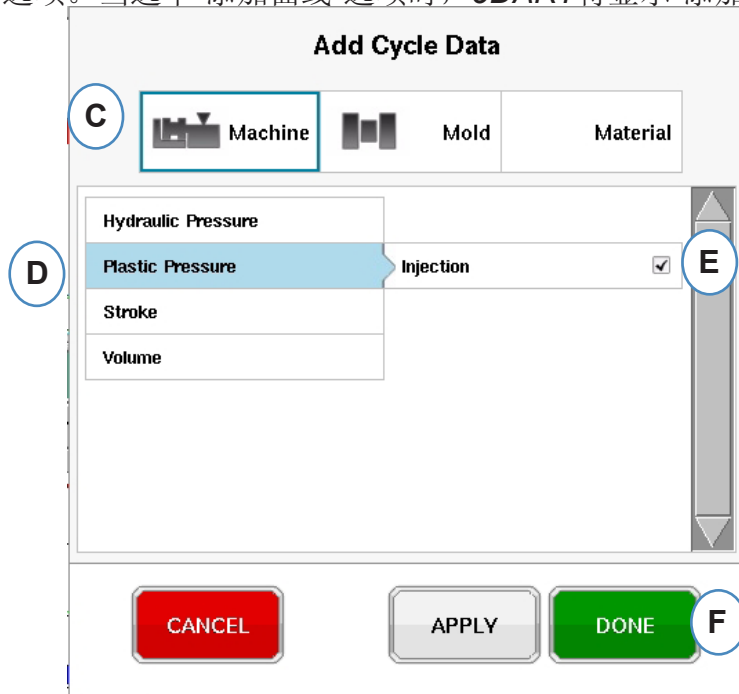 Add Cycle Data
C
Machine
Mold
Material
Hydraulic Pressure
D
Plastic Pressure
Injection
E
Stroke
Volume
CANCEL
APPLY
DONE
F